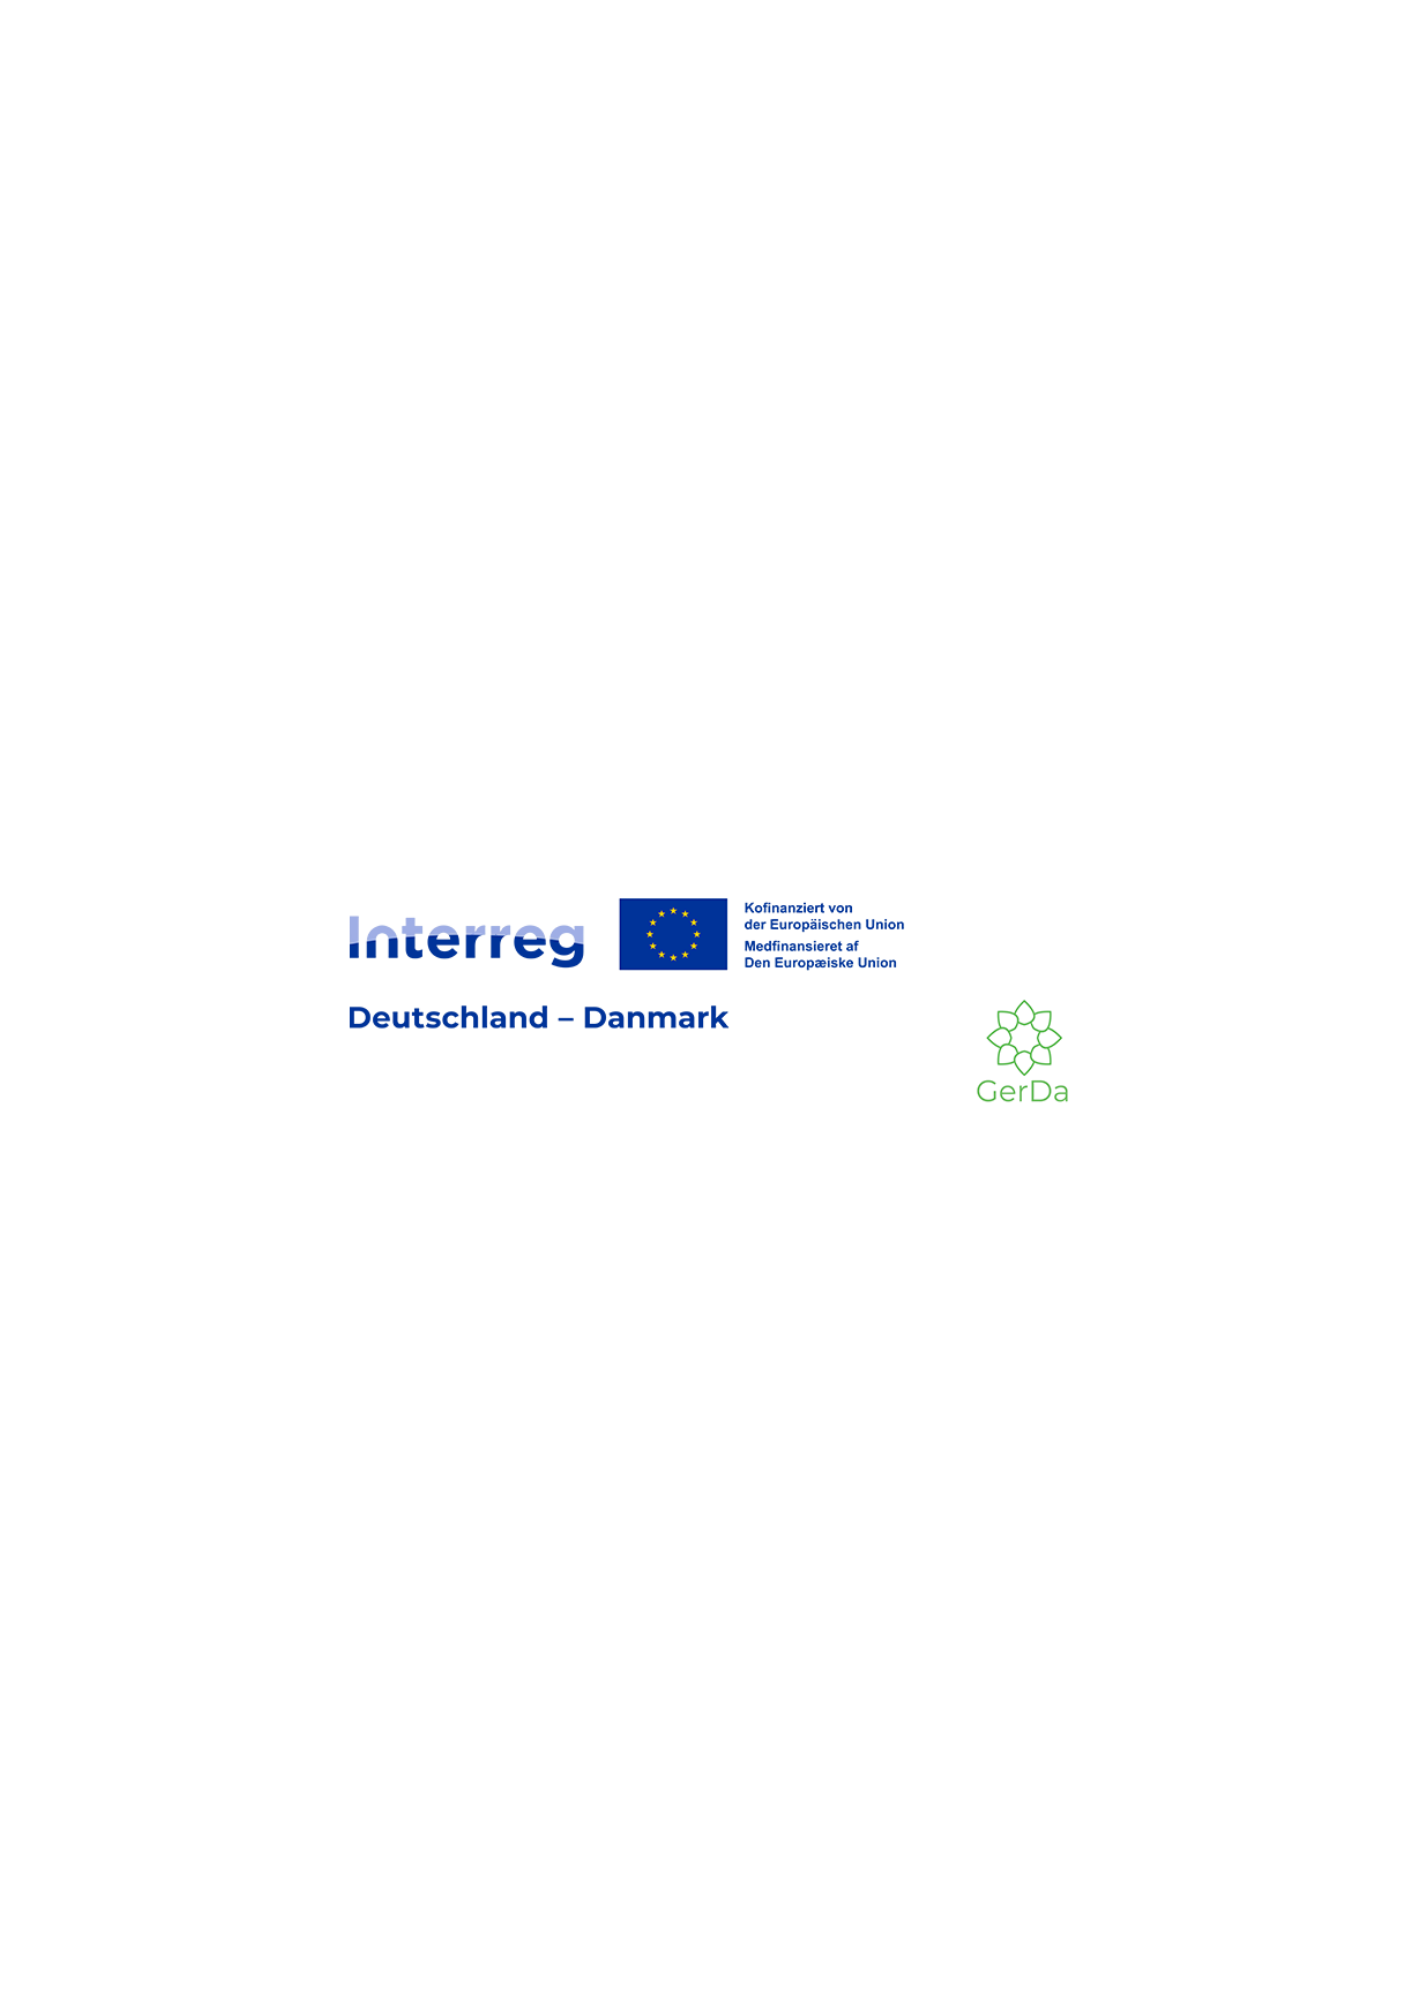 Interreg
Kofinanziert von
der Europäischen Union
Medfinansieret af
Den Europæiske Union
Deutschland – Danmark
GerDa